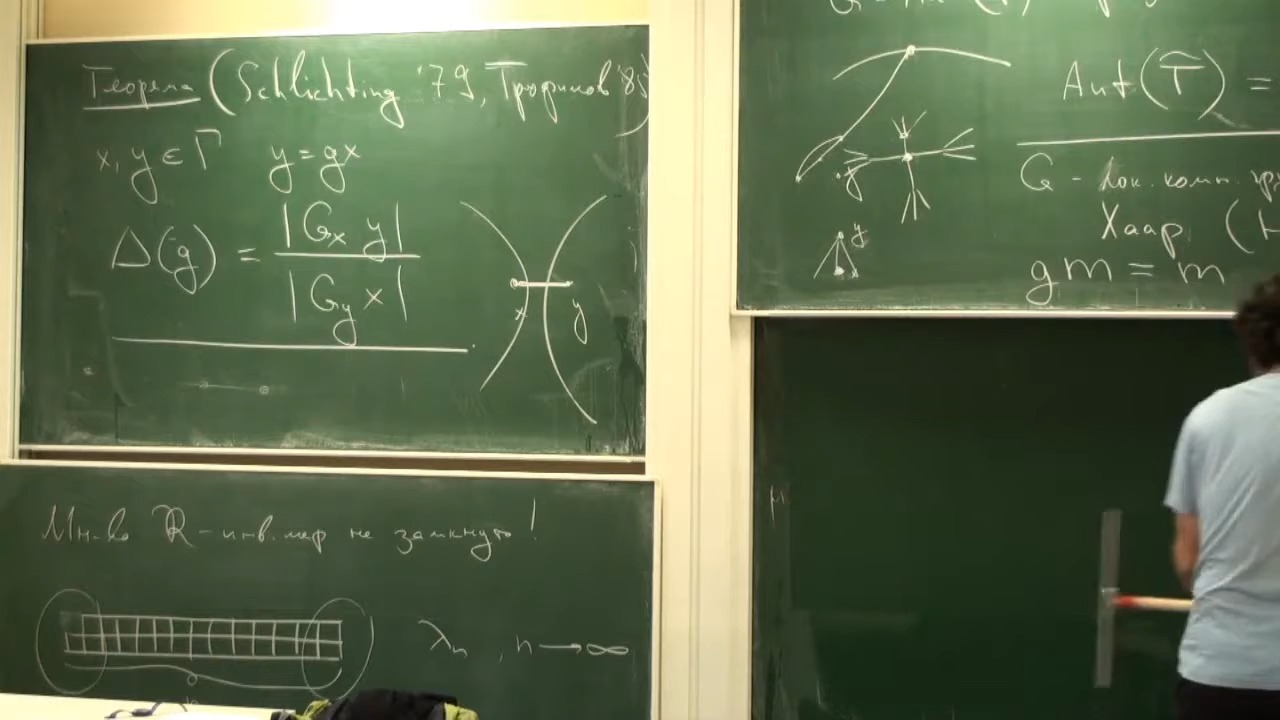 Теорема (Schlichting '79, Трофимов '85)
x, y ∈ Γ y = gx
Δ(g) = |G_x y| / |G_y x|
x y
Мн-во ℛ-инв. мер не замкнуто!
λ_n , n → ∞
Aut(T̄) =
G - лок. комп.
Хаар (
gm = m
y
y